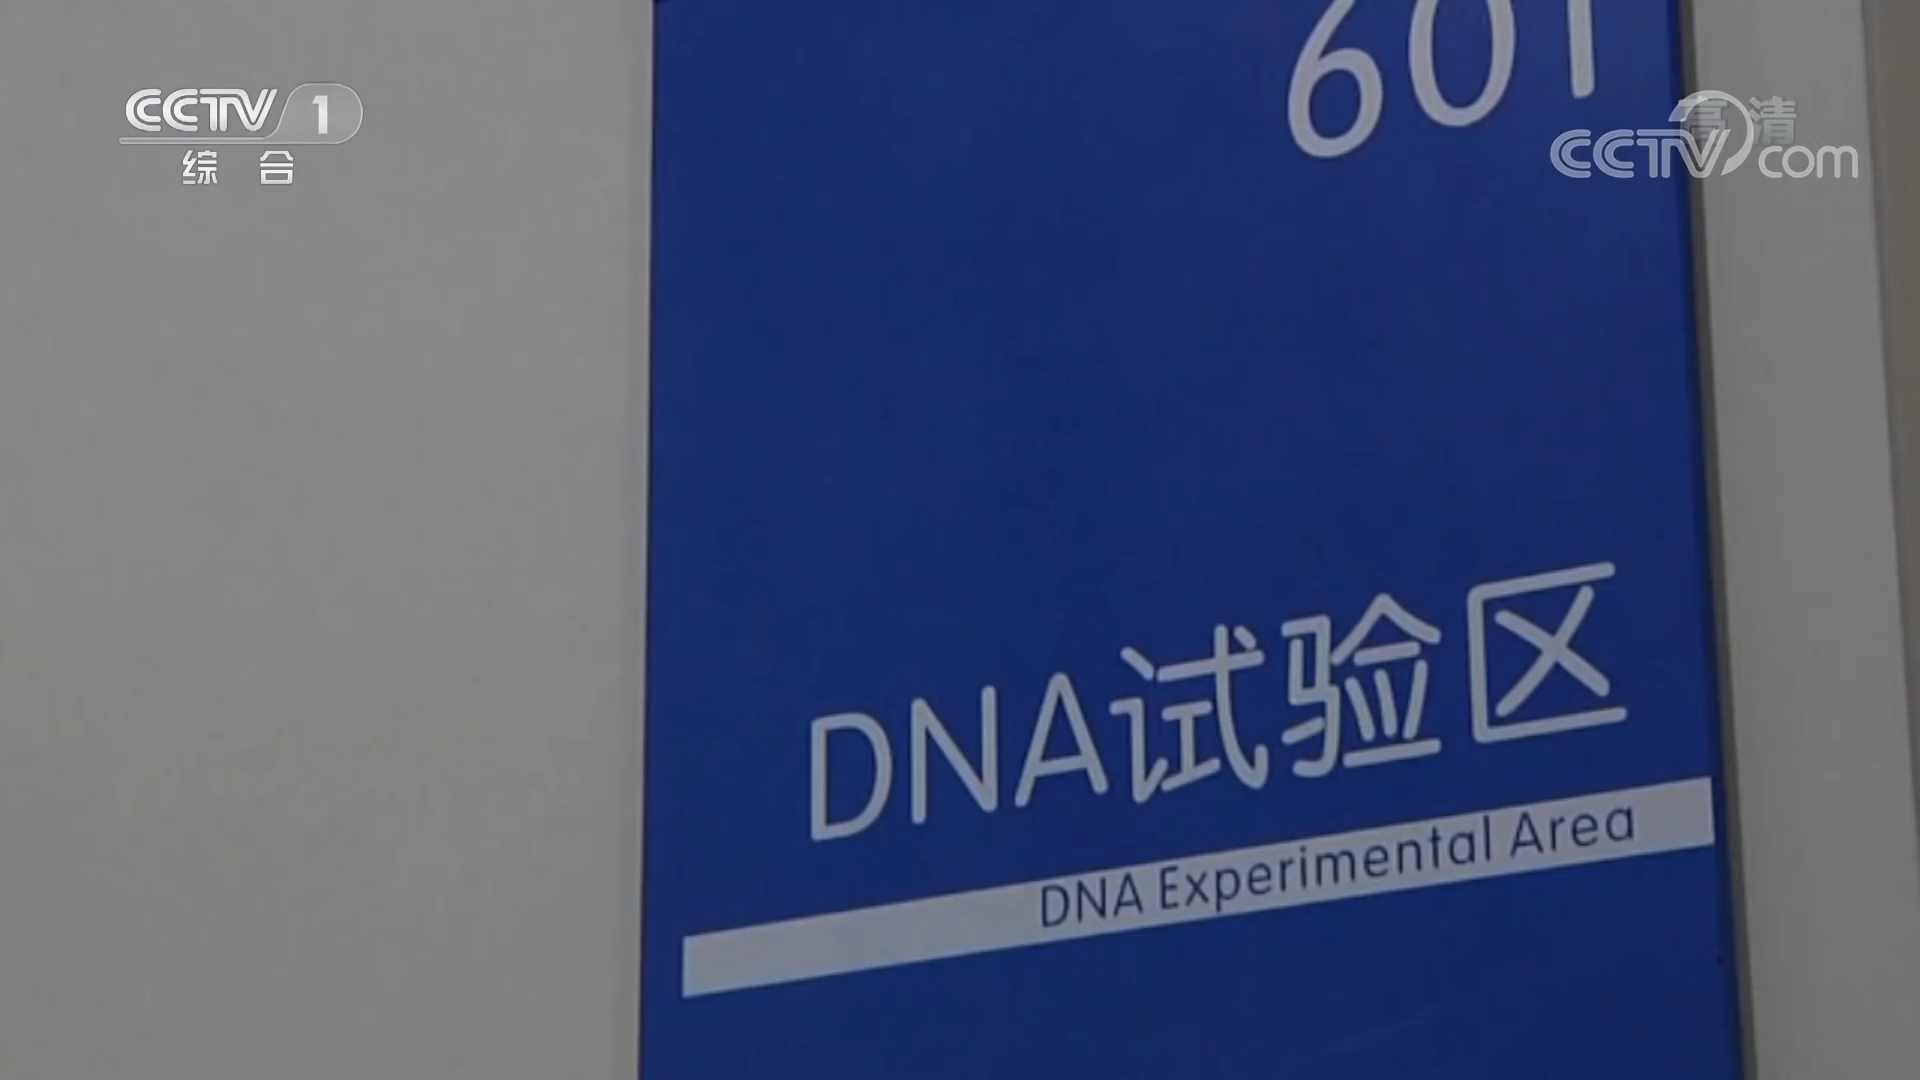 601
CCTV 1
综合
高清
CCTV.com
DNA试验区
DNA Experimental Area